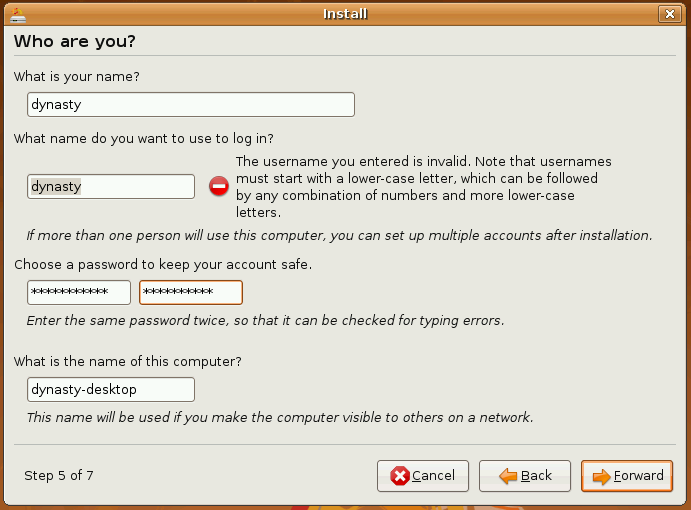 Install
Who are you?
What is your name?
dynasty
What name do you want to use to log in?
dynasty
The username you entered is invalid. Note that usernames
must start with a lower-case letter, which can be followed
by any combination of numbers and more lower-case
letters.
If more than one person will use this computer, you can set up multiple accounts after installation.
Choose a password to keep your account safe.
*********** **********
Enter the same password twice, so that it can be checked for typing errors.
What is the name of this computer?
dynasty-desktop
This name will be used if you make the computer visible to others on a network.
Step 5 of 7 Cancel Back Forward